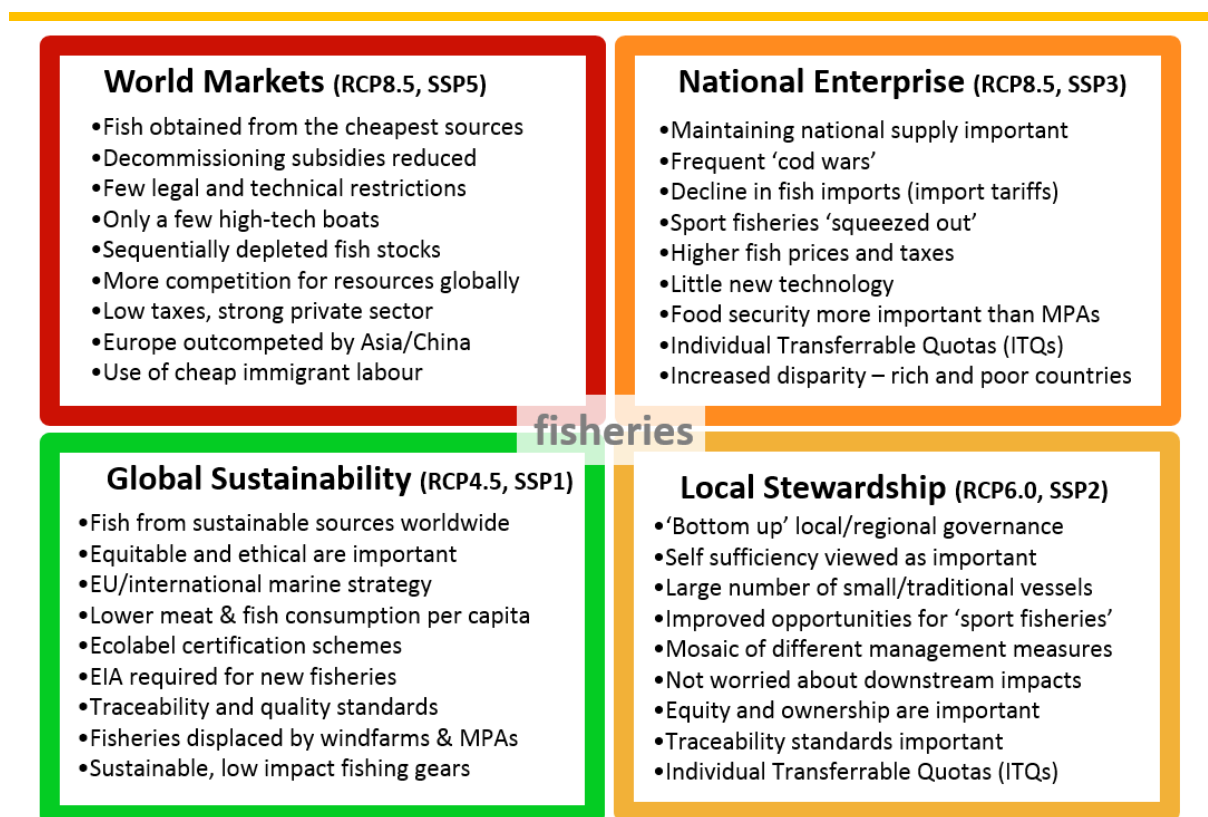 World Markets (RCP8.5, SSP5)
•Fish obtained from the cheapest sources
•Decommissioning subsidies reduced
•Few legal and technical restrictions
•Only a few high-tech boats
•Sequentially depleted fish stocks
•More competition for resources globally
•Low taxes, strong private sector
•Europe outcompeted by Asia/China
•Use of cheap immigrant labour
National Enterprise (RCP8.5, SSP3)
•Maintaining national supply important
•Frequent ‘cod wars’
•Decline in fish imports (import tariffs)
•Sport fisheries ‘squeezed out’
•Higher fish prices and taxes
•Little new technology
•Food security more important than MPAs
•Individual Transferrable Quotas (ITQs)
•Increased disparity – rich and poor countries
fisheries
Global Sustainability (RCP4.5, SSP1)
•Fish from sustainable sources worldwide
•Equitable and ethical are important
•EU/international marine strategy
•Lower meat & fish consumption per capita
•Ecolabel certification schemes
•EIA required for new fisheries
•Traceability and quality standards
•Fisheries displaced by windfarms & MPAs
•Sustainable, low impact fishing gears
Local Stewardship (RCP6.0, SSP2)
•‘Bottom up’ local/regional governance
•Self sufficiency viewed as important
•Large number of small/traditional vessels
•Improved opportunities for ‘sport fisheries’
•Mosaic of different management measures
•Not worried about downstream impacts
•Equity and ownership are important
•Traceability standards important
•Individual Transferrable Quotas (ITQs)